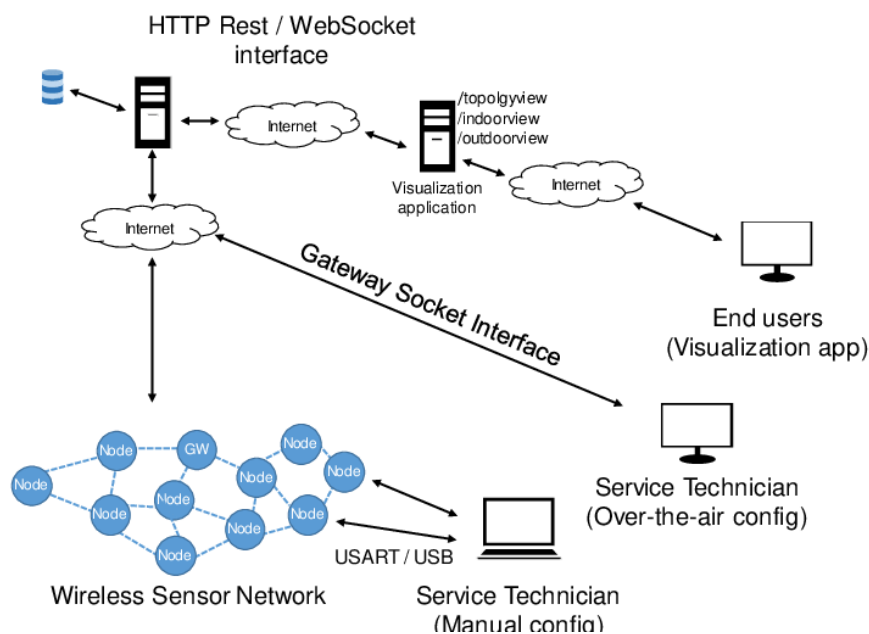 HTTP Rest / WebSocket
interface
/topolgyview
/indoorview
/outdoorview
Internet
Visualization
application
Internet
Internet
Gateway Socket Interface
End users
(Visualization app)
Node
GW
Node
Node
Node
Node
Node
Node
Node
Node
Node
Service Technician
(Over-the-air config)
USART / USB
Wireless Sensor Network
Service Technician
(Manual config)